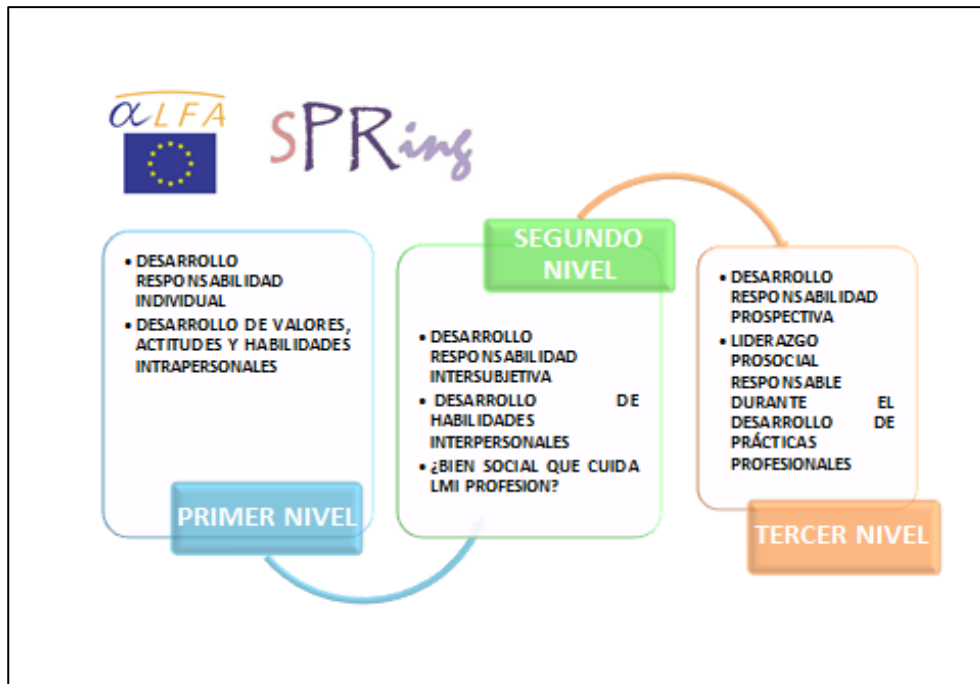 αLFA
SPRing
• DESARROLLO
RESPONSABILIDAD
INDIVIDUAL
• DESARROLLO DE VALORES,
ACTITUDES Y HABILIDADES
INTRAPERSONALES
PRIMER NIVEL
SEGUNDO
NIVEL
• DESARROLLO
RESPONSABILIDAD
INTERSUBJETIVA
• DESARROLLO DE
HABILIDADES
INTERPERSONALES
• ¿BIEN SOCIAL QUE CUIDA
LMI PROFESION?
• DESARROLLO
RESPONSABILIDAD
PROSPECTIVA
• LIDERAZGO
PROSOCIAL
RESPONSABLE
DURANTE EL
DESARROLLO DE
PRÁCTICAS
PROFESIONALES
TERCER NIVEL